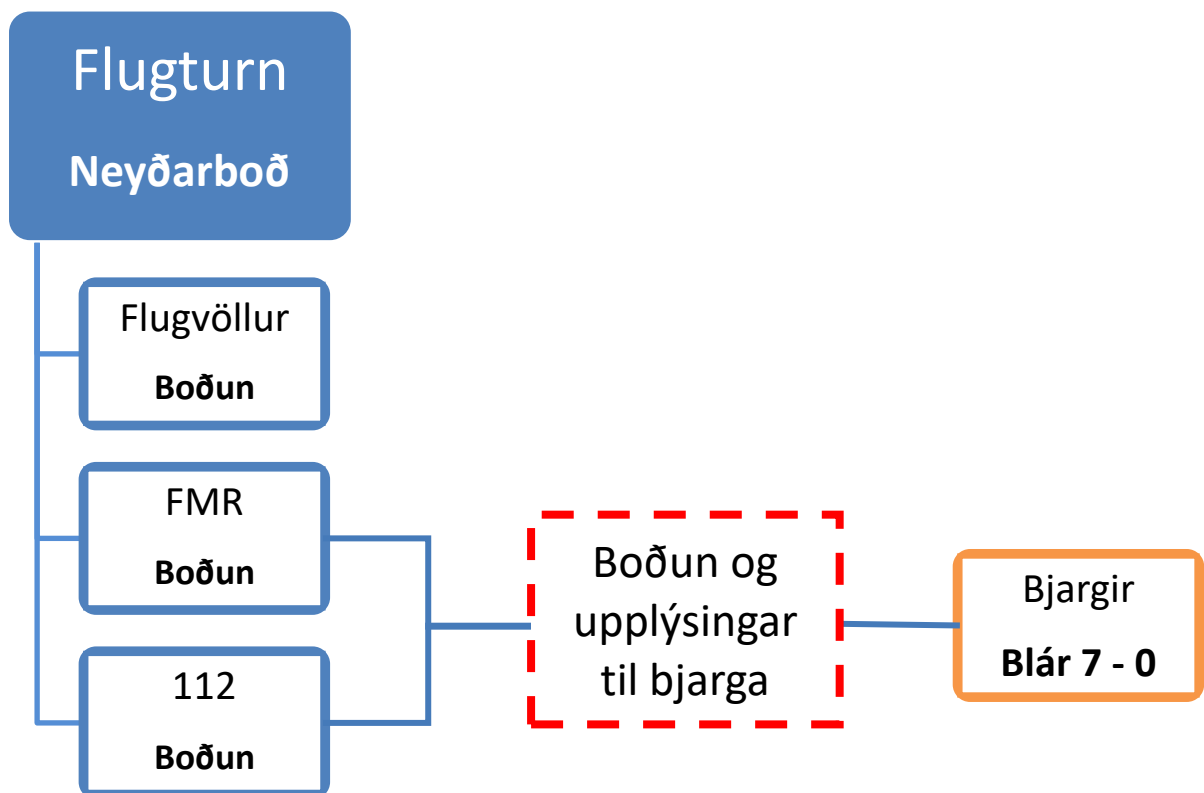 Flugturn
Neyðarboð
Flugvöllur
Boðun
FMR
Boðun
112
Boðun
Boðun og
upplýsingar
til bjarga
Bjargir
Blár 7 - 0